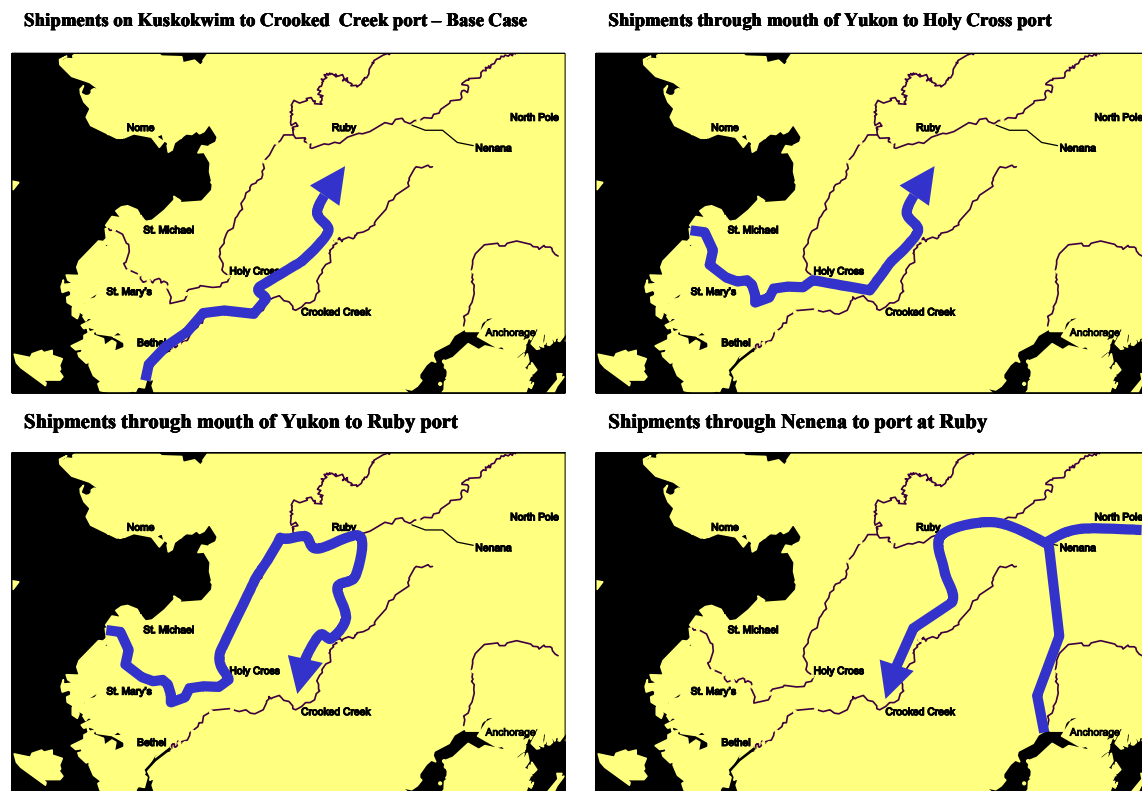 Shipments on Kuskokwim to Crooked Creek port – Base Case
Nome
Ruby
North Pole
Nenana
St. Michael
Holy Cross
St. Mary's
Crooked Creek
Bethel
Anchorage
Shipments through mouth of Yukon to Holy Cross port
Nome
Ruby
North Pole
Nenana
St. Michael
Holy Cross
St. Mary's
Crooked Creek
Bethel
Anchorage
Shipments through mouth of Yukon to Ruby port
Nome
Ruby
North Pole
Nenana
St. Michael
Holy Cross
St. Mary's
Crooked Creek
Bethel
Anchorage
Shipments through Nenena to port at Ruby
Nome
Ruby
North Pole
Nenana
St. Michael
Holy Cross
St. Mary's
Crooked Creek
Bethel
Anchorage